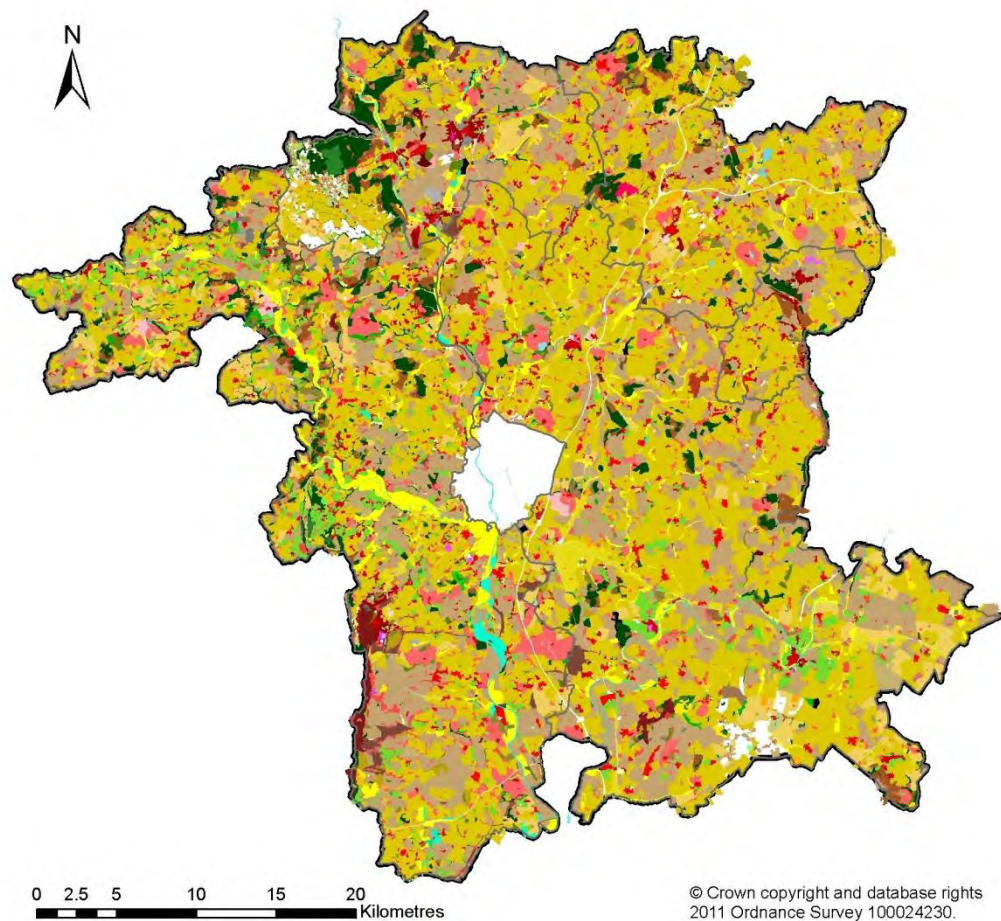 N
0 2.5 5 10 15 20
Kilometres
© Crown copyright and database rights
2011 Ordnance Survey 100024230